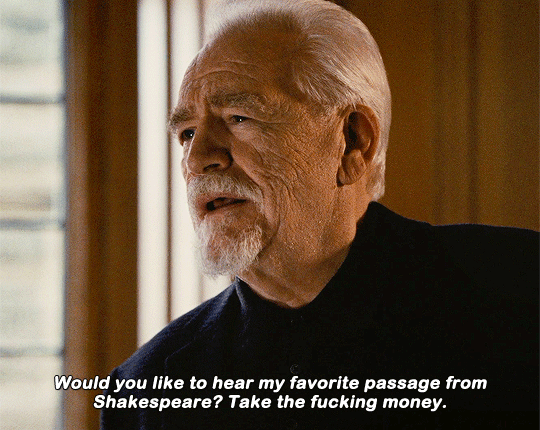 Would you like to hear my favorite passage from
Shakespeare? Take the fucking money.